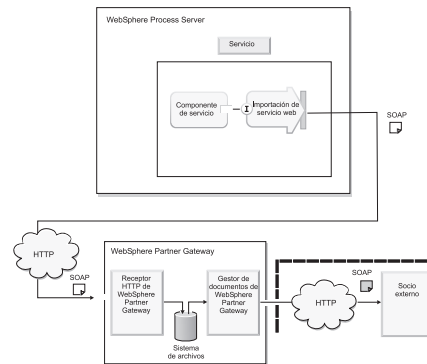 WebSphere Process Server
Servicio
Componente
de servicio
I
Importación de
servicio web
SOAP
HTTP
SOAP
WebSphere Partner Gateway
Receptor
HTTP de
WebSphere
Partner
Gateway
Sistema
de archivos
Gestor de
documentos de
WebSphere
Partner
Gateway
HTTP
SOAP
Socio
externo